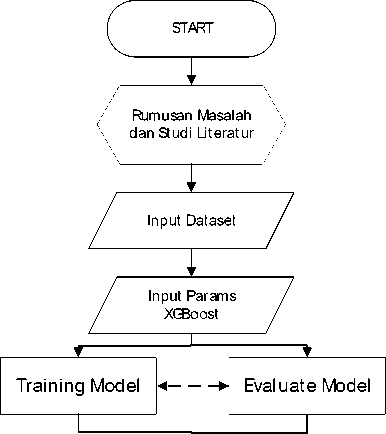 START
Rumusan Masalah
dan Studi Literatur
Input Dataset
Input Params
XGBoost
Training Model
Evaluate Model